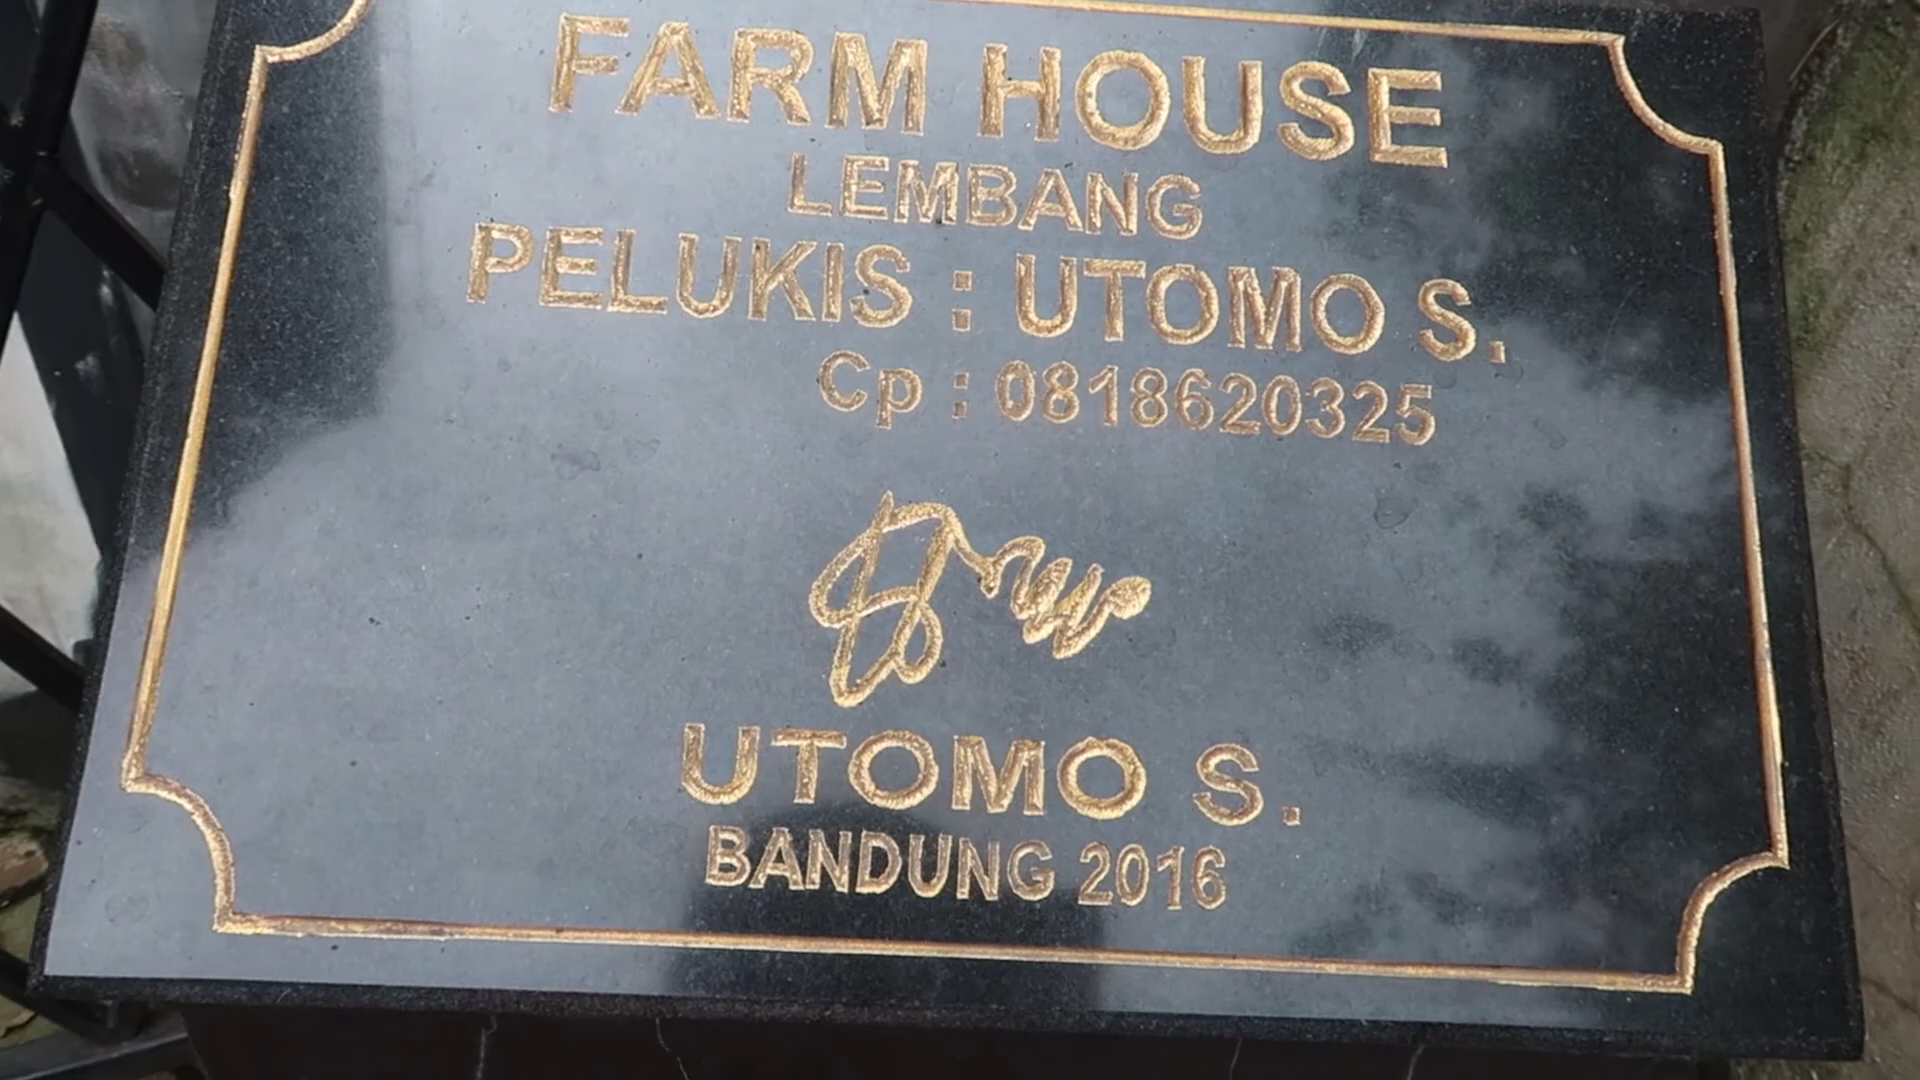 FARM HOUSE
LEMBANG
PELUKIS : UTOMO S.
Cp : 0818620325
UTOMO S.
BANDUNG 2016